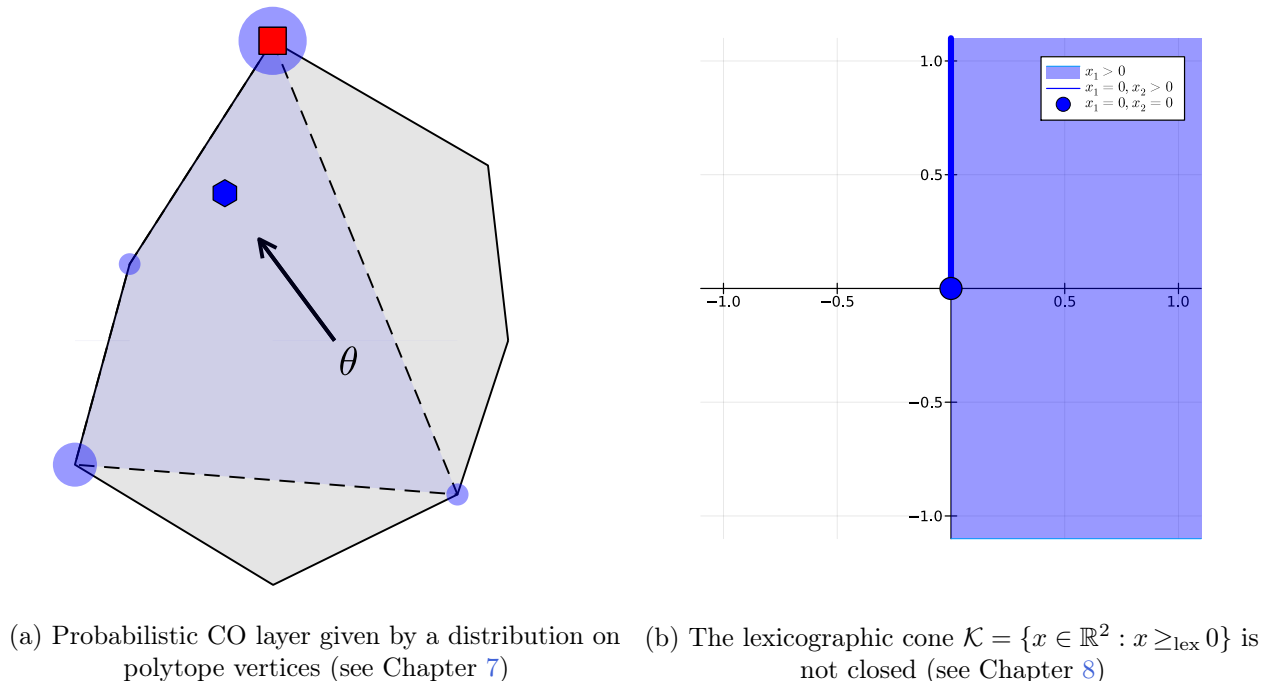 θ
1.0
0.5
−0.5
−1.0
−1.0
−0.5
0.5
1.0
x₁ > 0
x₁ = 0, x₂ > 0
x₁ = 0, x₂ = 0
(a) Probabilistic CO layer given by a distribution on
polytope vertices (see Chapter 7)
(b) The lexicographic cone 𝒦 = {x ∈ ℝ² : x ≥lex 0} is
not closed (see Chapter 8)